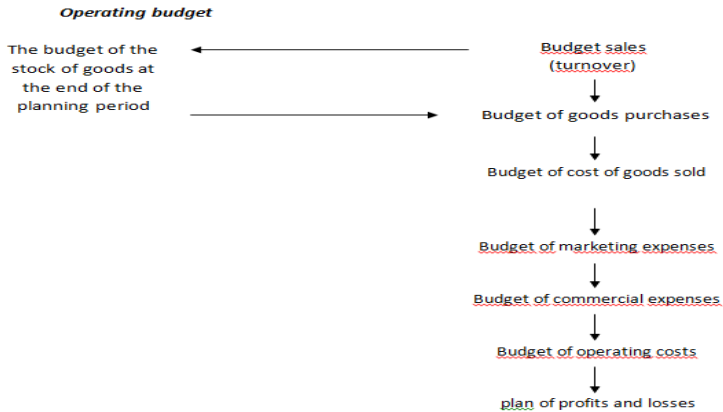 Operating budget
The budget of the
stock of goods at
the end of the
planning period
Budget sales
(turnover)
Budget of goods purchases
Budget of cost of goods sold
Budget of marketing expenses
Budget of commercial expenses
Budget of operating costs
plan of profits and losses